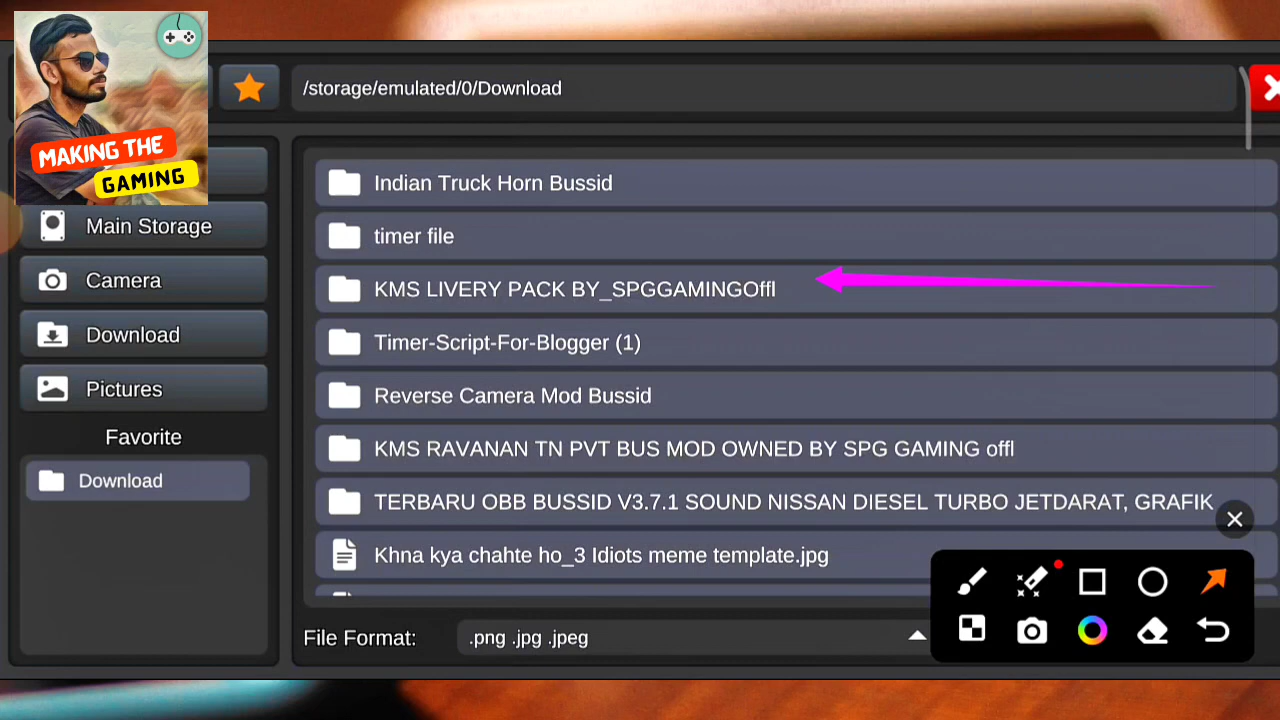 MAKING THE
GAMING
/storage/emulated/0/Download
Main Storage
Camera
Download
Pictures
Favorite
Download
Indian Truck Horn Bussid
timer file
KMS LIVERY PACK BY_SPGGAMINGOffl
Timer-Script-For-Blogger (1)
Reverse Camera Mod Bussid
KMS RAVANAN TN PVT BUS MOD OWNED BY SPG GAMING offl
TERBARU OBB BUSSID V3.7.1 SOUND NISSAN DIESEL TURBO JETDARAT, GRAFIK
Khna kya chahte ho_3 Idiots meme template.jpg
File Format:
.png .jpg .jpeg